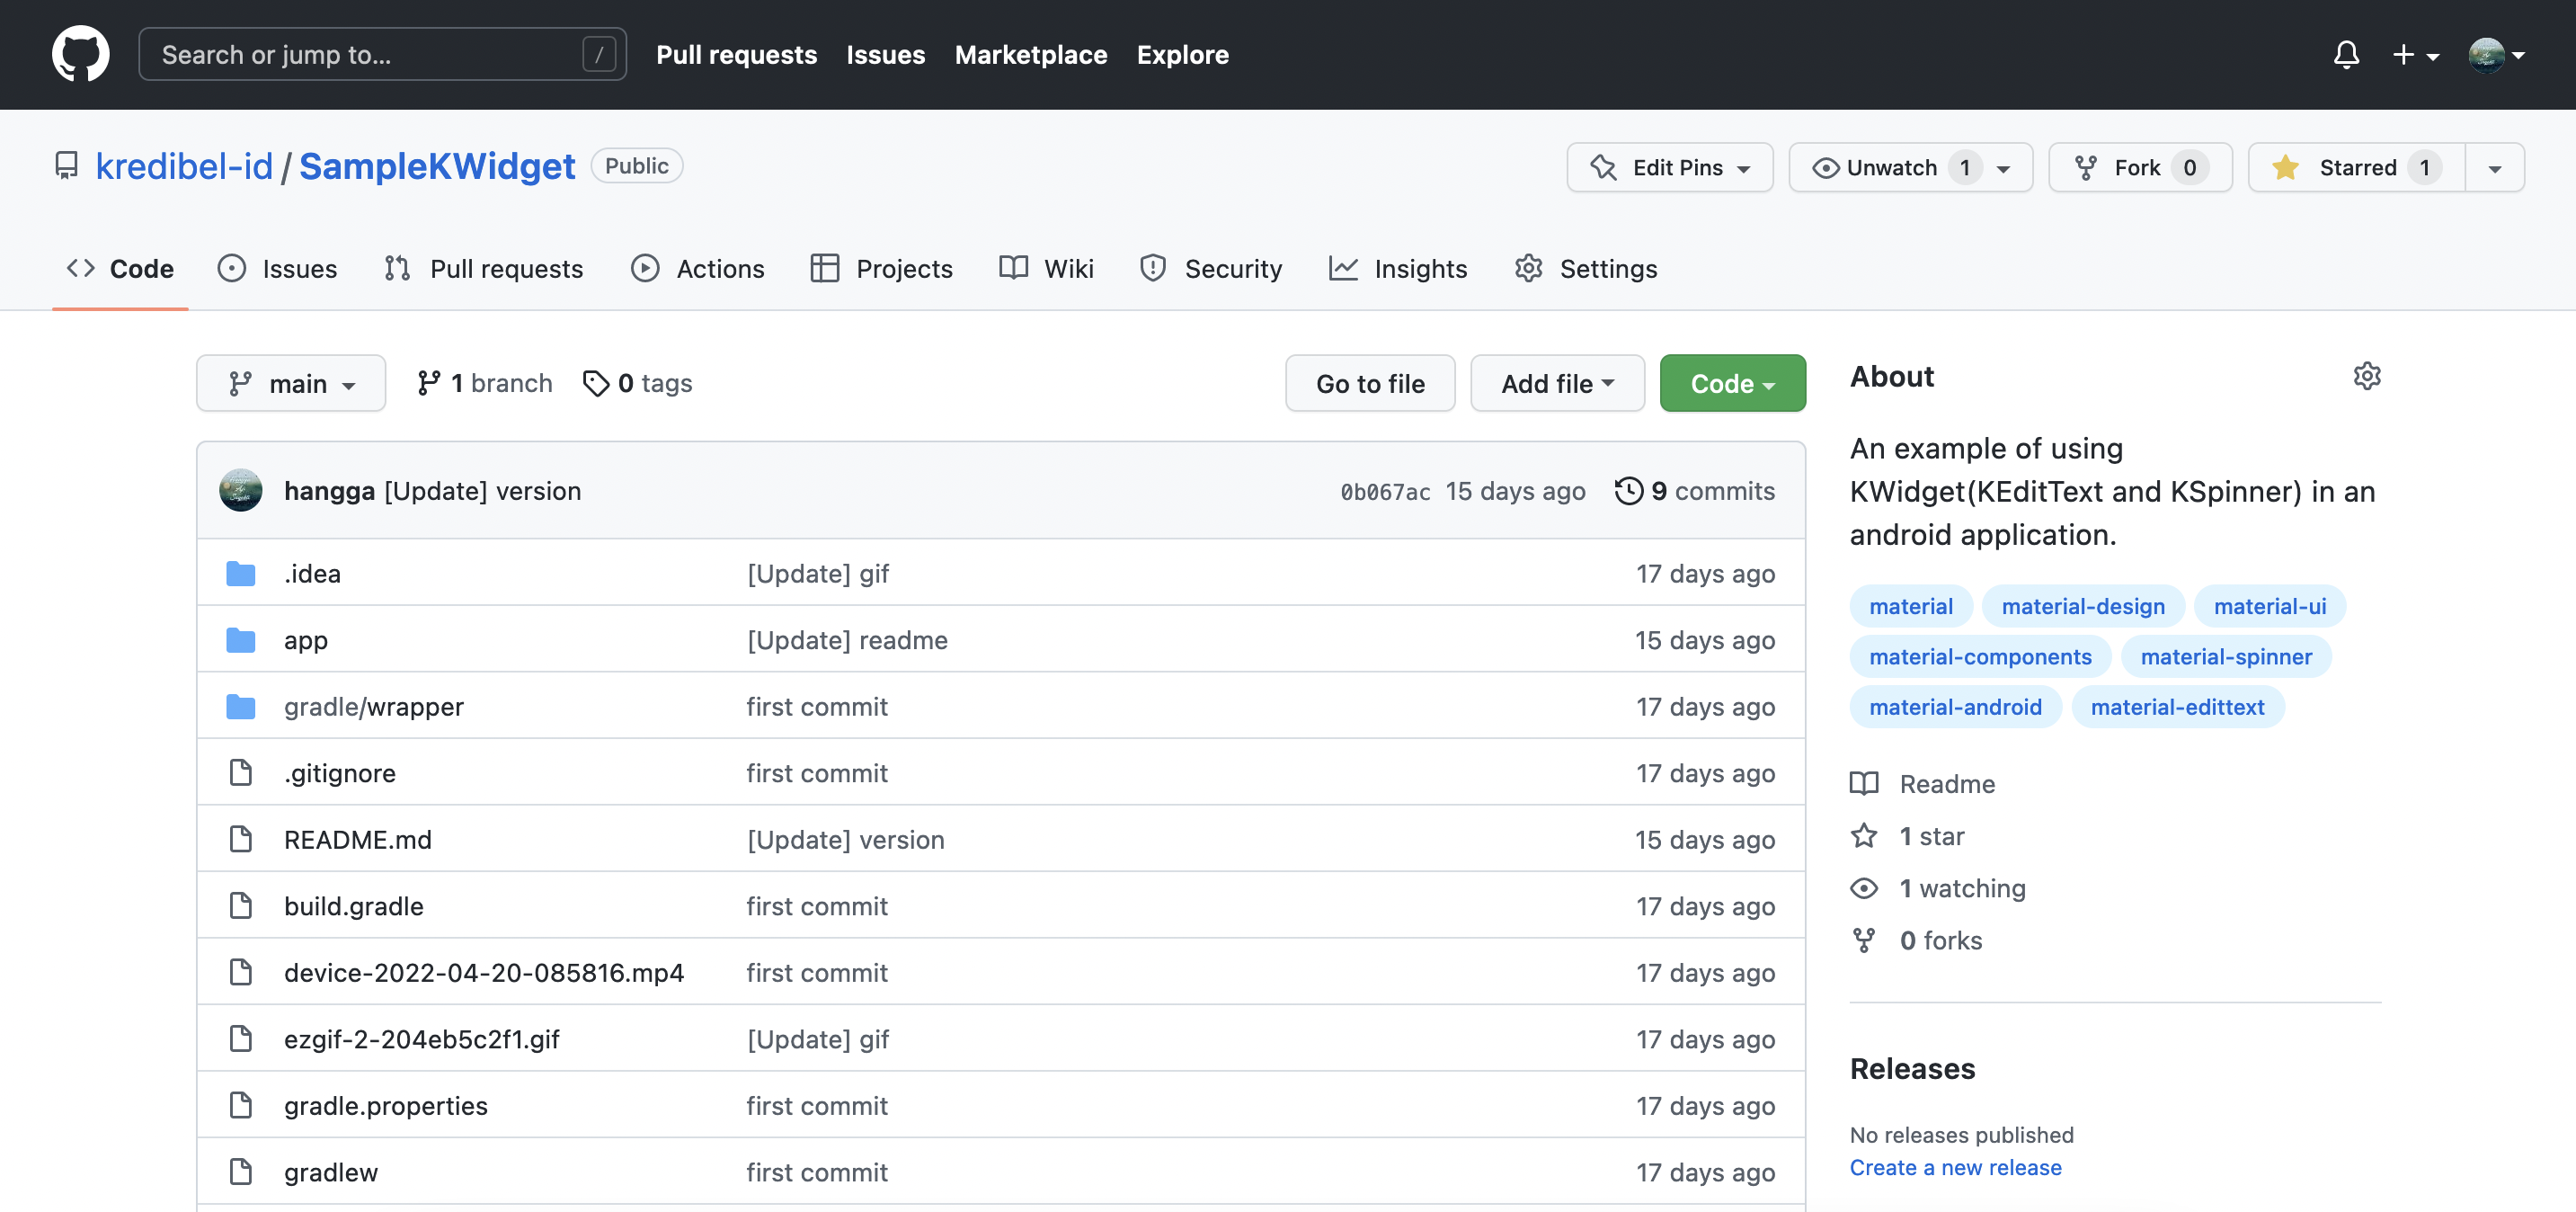 Search or jump to... / Pull requests Issues Marketplace Explore
kredibel-id / SampleKWidget Public Edit Pins Unwatch 1 Fork 0 Starred 1
Code Issues Pull requests Actions Projects Wiki Security Insights Settings
main 1 branch 0 tags Go to file Add file Code
hangga [Update] version 0b067ac 15 days ago 9 commits
.idea [Update] gif 17 days ago
app [Update] readme 15 days ago
gradle/wrapper first commit 17 days ago
.gitignore first commit 17 days ago
README.md [Update] version 15 days ago
build.gradle first commit 17 days ago
device-2022-04-20-085816.mp4 first commit 17 days ago
ezgif-2-204eb5c2f1.gif [Update] gif 17 days ago
gradle.properties first commit 17 days ago
gradlew first commit 17 days ago
About
An example of using
KWidget(KEditText and KSpinner) in an
android application.
material material-design material-ui
material-components material-spinner
material-android material-edittext
Readme
1 star
1 watching
0 forks
Releases
No releases published
Create a new release